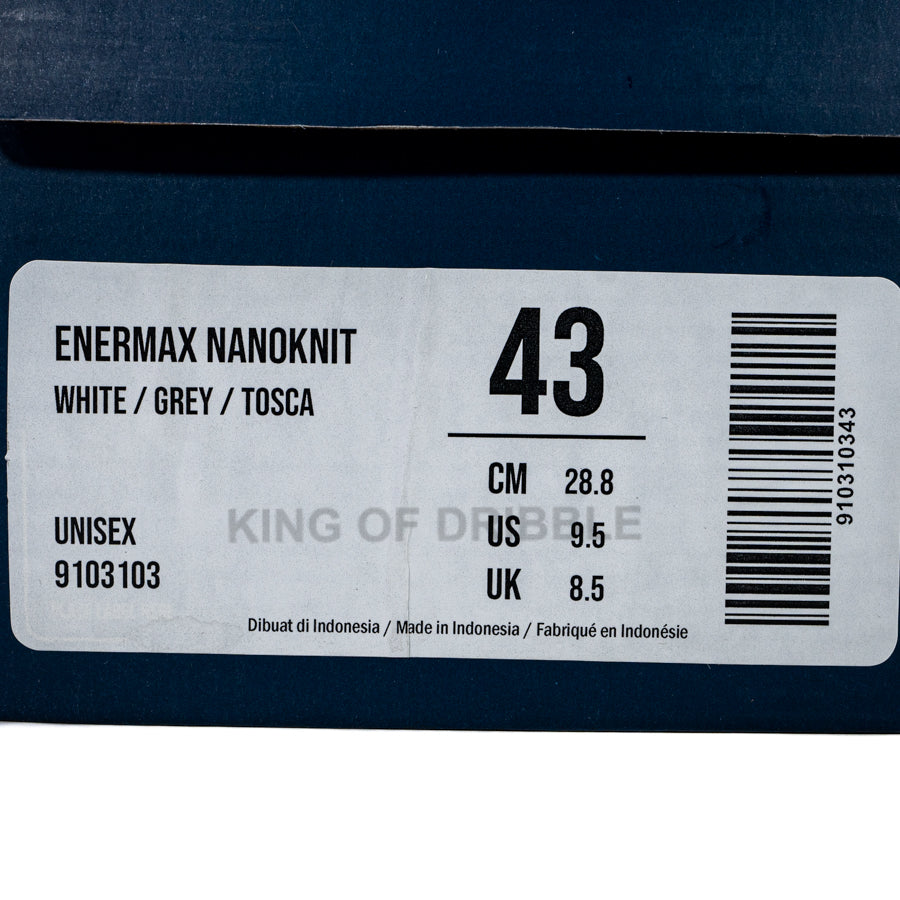 ENERMAX NANOKNIT
WHITE / GREY / TOSCA
UNISEX
9103103
43
CM 28.8
US 9.5
UK 8.5
KING OF DRIBBLE
Dibuat di Indonesia / Made in Indonesia / Fabriqué en Indonésie
910310343